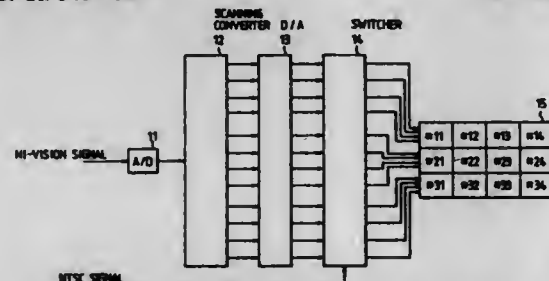 SCANNING
CONVERTER D/A SWITCHER
12 13 14
15
11
HI-VISION SIGNAL A/D
#11 #12 #13 #14
#21 #22 #23 #24
#31 #32 #33 #34
NTSC SIGNAL